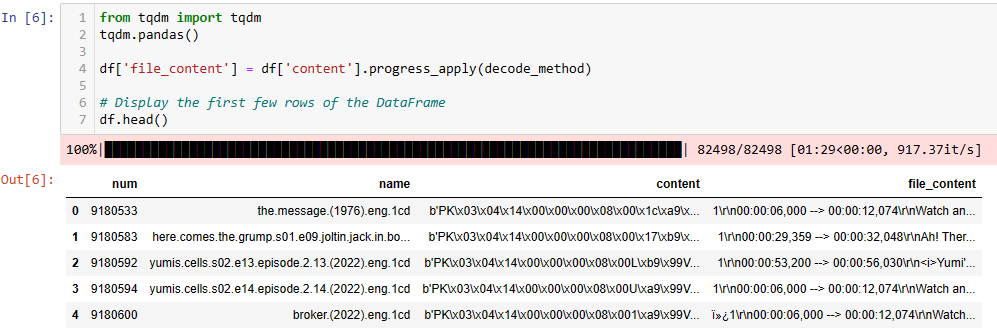 In [6]:
1 from tqdm import tqdm
2 tqdm.pandas()
3
4 df['file_content'] = df['content'].progress_apply(decode_method)
5
6 # Display the first few rows of the DataFrame
7 df.head()
100%| | 82498/82498 [01:29<00:00, 917.37it/s]
Out[6]:
num name content file_content
0 9180533 the.message.(1976).eng.1cd b'PK\x03\x04\x14\x00\x00\x00\x08\x00\x1c\xa9\x... 1\r\n00:00:06,000 --> 00:00:12,074\r\nWatch an...
1 9180583 here.comes.the.grump.s01.e09.joltin.jack.in.bo... b'PK\x03\x04\x14\x00\x00\x00\x08\x00\x17\xb9\x... 1\r\n00:00:29,359 --> 00:00:32,048\r\nAh! Ther...
2 9180592 yumis.cells.s02.e13.episode.2.13.(2022).eng.1cd b'PK\x03\x04\x14\x00\x00\x00\x08\x00L\xb9\x99V... 1\r\n00:00:53,200 --> 00:00:56,030\r\n<i>Yumi'...
3 9180594 yumis.cells.s02.e14.episode.2.14.(2022).eng.1cd b'PK\x03\x04\x14\x00\x00\x00\x08\x00U\xa9\x99V... 1\r\n00:00:06,000 --> 00:00:12,074\r\nWatch an...
4 9180600 broker.(2022).eng.1cd b'PK\x03\x04\x14\x00\x00\x00\x08\x001\xa9\x99V... ï»¿1\r\n00:00:06,000 --> 00:00:12,074\r\nWatch...